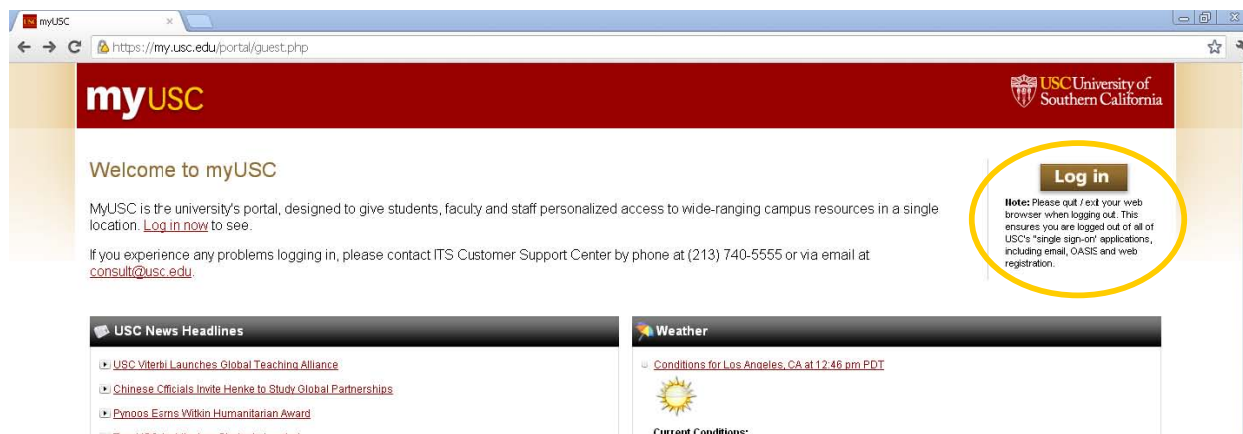 myUSC
https://my.usc.edu/portal/guest.php
myUSC
USC University of
Southern California
Welcome to myUSC
MyUSC is the university's portal, designed to give students, faculty and staff personalized access to wide-ranging campus resources in a single
location. Log in now to see.
If you experience any problems logging in, please contact ITS Customer Support Center by phone at (213) 740-5555 or via email at
consult@usc.edu.
Log in
Note: Please quit / exit your web
browser when logging out. This
ensures you are logged out of all of
USC's "single sign-on' applications,
including email, OASIS and web
registration.
USC News Headlines
USC Viterbi Launches Global Teaching Alliance
Chinese Officials Invite Henke to Study Global Partnerships
Pynoos Earns Witkin Humanitarian Award
Weather
Conditions for Los Angeles, CA at 12:46 pm PDT
Current Conditions: